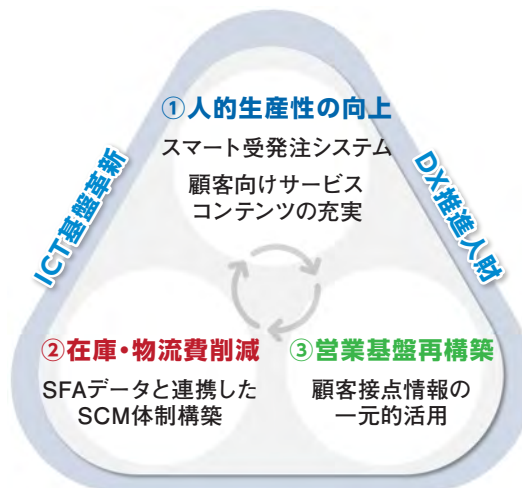 ①人的生産性の向上
スマート受発注システム
顧客向けサービス
コンテンツの充実
ICT基盤革新
DX推進人財
②在庫・物流費削減
SFAデータと連携した
SCM体制構築
③営業基盤再構築
顧客接点情報の
一元的活用